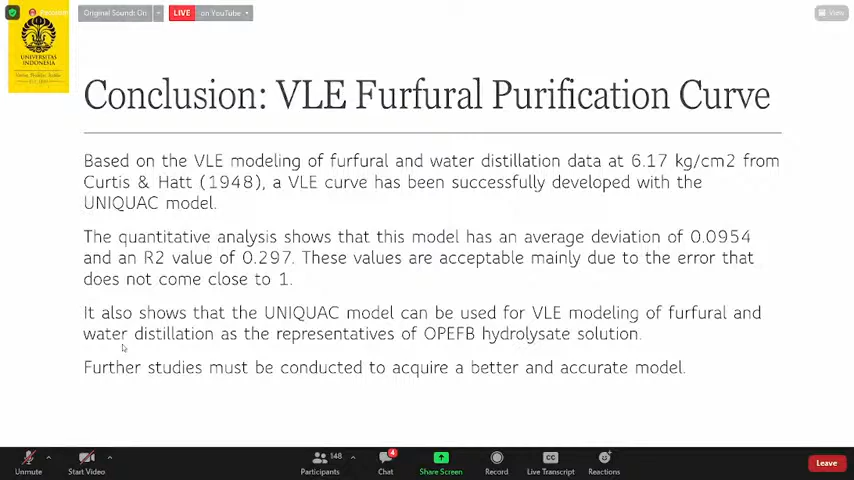 Original Sound: On
LIVE
on YouTube
View
UNIVERSITAS
INDONESIA
Conclusion: VLE Furfural Purification Curve
Based on the VLE modeling of furfural and water distillation data at 6.17 kg/cm2 from
Curtis & Hatt (1948), a VLE curve has been successfully developed with the
UNIQUAC model.
The quantitative analysis shows that this model has an average deviation of 0.0954
and an R2 value of 0.297. These values are acceptable mainly due to the error that
does not come close to 1.
It also shows that the UNIQUAC model can be used for VLE modeling of furfural and
water distillation as the representatives of OPEFB hydrolysate solution.
Further studies must be conducted to acquire a better and accurate model.
148
4
CC
Unmute
Start Video
Participants
Chat
Share Screen
Record
Live Transcript
Reactions
Leave